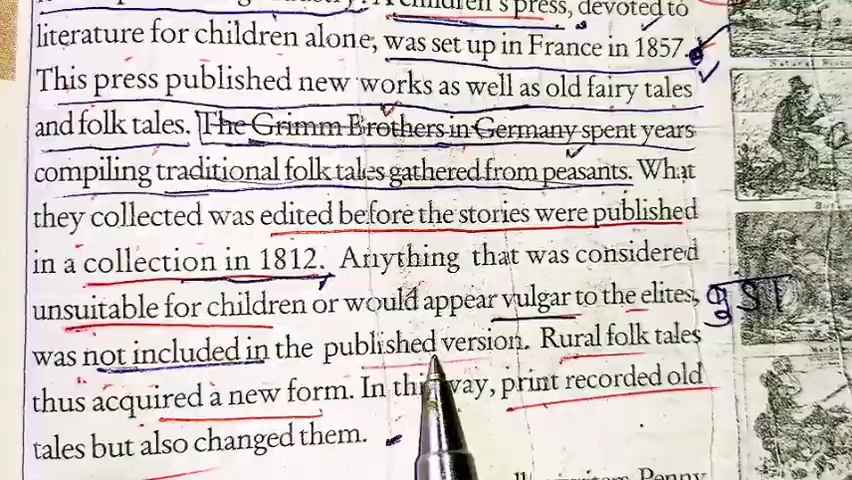 A children's press, devoted to
literature for children alone, was set up in France in 1857.
This press published new works as well as old fairy tales
and folk tales. The Grimm Brothers in Germany spent years
compiling traditional folk tales gathered from peasants. What
they collected was edited before the stories were published
in a collection in 1812. Anything that was considered
unsuitable for children or would appear vulgar to the elites,
was not included in the published version. Rural folk tales
thus acquired a new form. In this way, print recorded old
tales but also changed them.
Penny